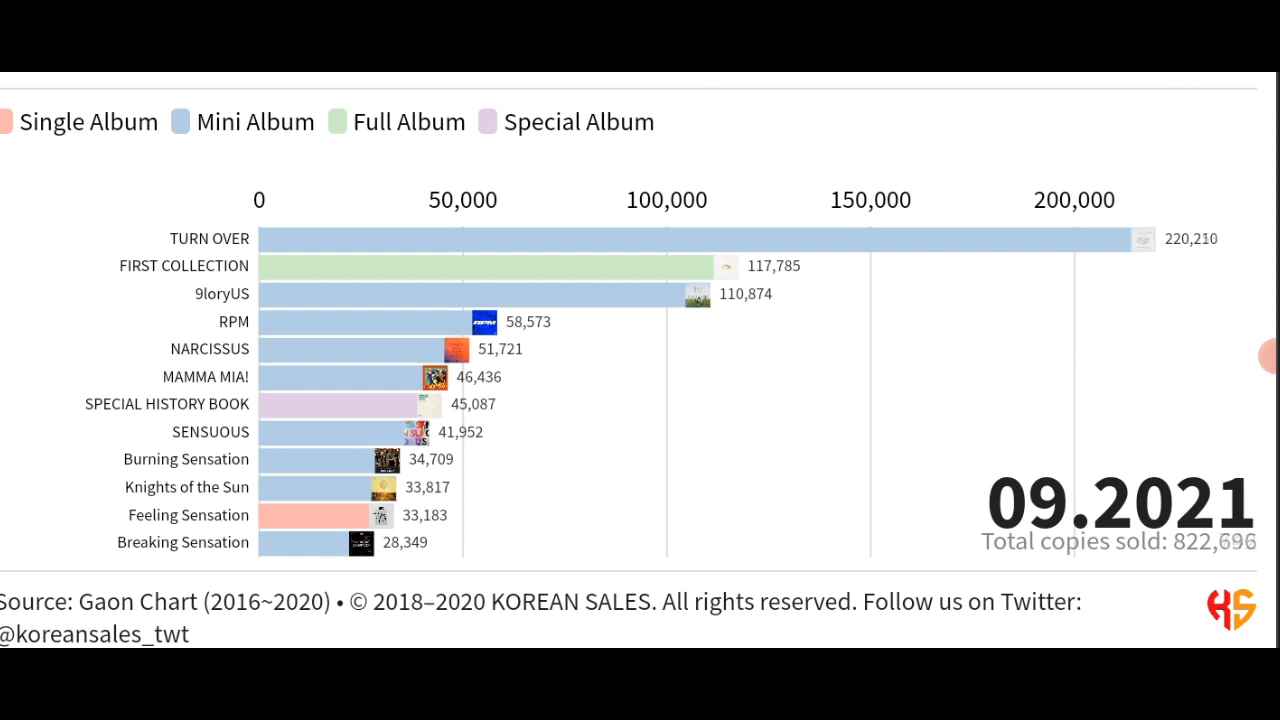 Single Album Mini Album Full Album Special Album
0 50,000 100,000 150,000 200,000
TURN OVER 220,210
FIRST COLLECTION 117,785
9loryUS 110,874
RPM RPM 58,573
NARCISSUS 51,721
MAMMA MIA! 46,436
SPECIAL HISTORY BOOK 45,087
SENSUOUS 41,952
Burning Sensation 34,709
Knights of the Sun 33,817
Feeling Sensation 33,183
Breaking Sensation 28,349
09.2021
Total copies sold: 822,696
Source: Gaon Chart (2016~2020) • © 2018–2020 KOREAN SALES. All rights reserved. Follow us on Twitter:
@koreansales_twt
KS